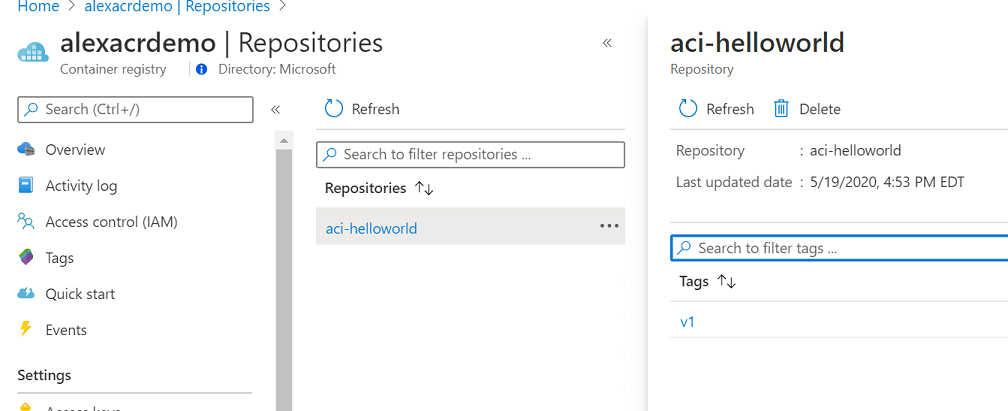 Home > alexacrdemo | Repositories >
alexacrdemo | Repositories
Container registry | Directory: Microsoft
Search (Ctrl+/)
Overview
Activity log
Access control (IAM)
Tags
Quick start
Events
Settings
Access keys
Refresh
Search to filter repositories ...
Repositories
aci-helloworld
aci-helloworld
Repository
Refresh Delete
Repository : aci-helloworld
Last updated date : 5/19/2020, 4:53 PM EDT
Search to filter tags ...
Tags
v1